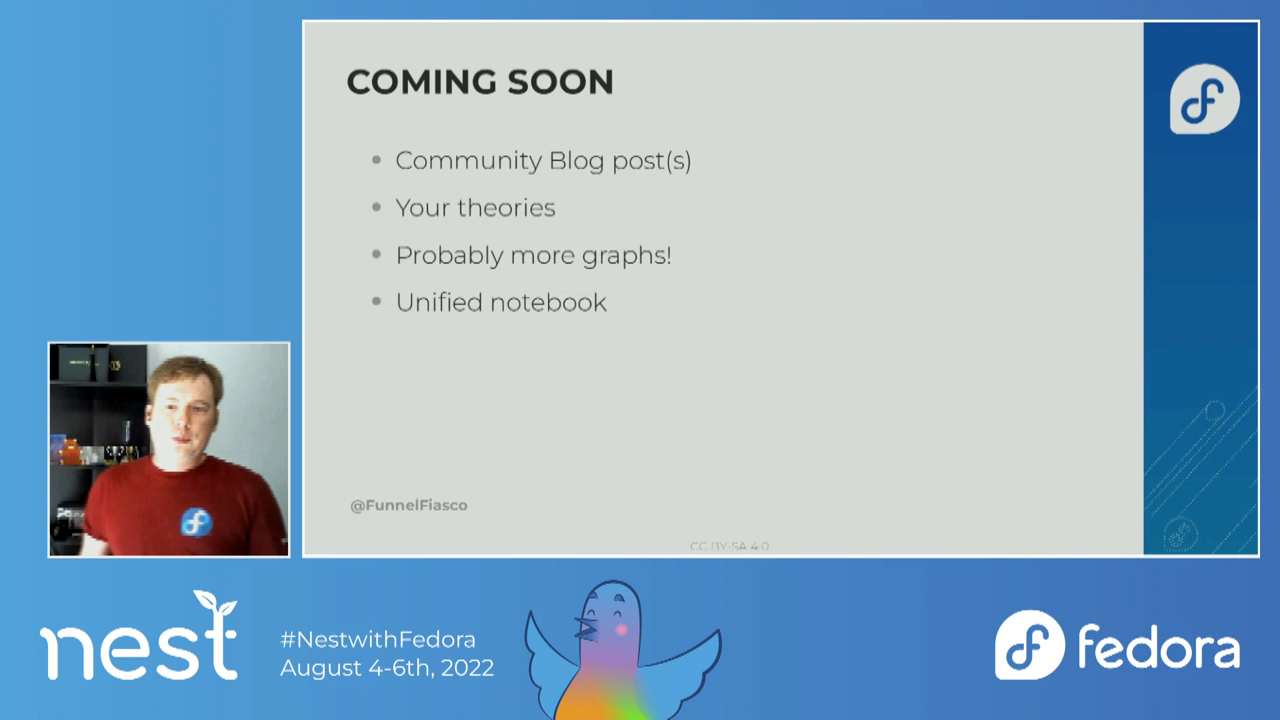 COMING SOON
Community Blog post(s)
Your theories
Probably more graphs!
Unified notebook
@FunnelFiasco
CC BY-SA 4.0
nest
#NestwithFedora
August 4-6th, 2022
fedora